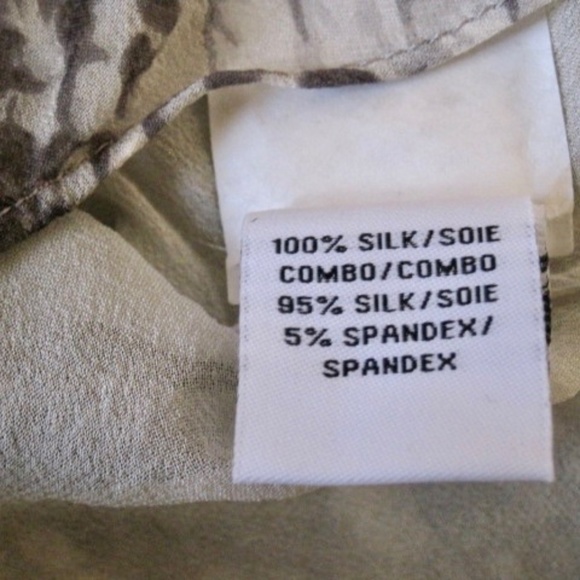 100% SILK/SOIE
COMBO/COMBO
95% SILK/SOIE
5% SPANDEX/
SPANDEX